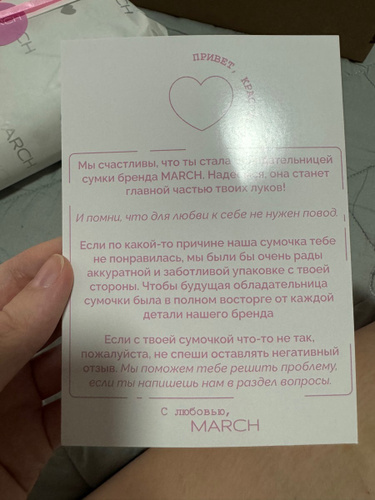 MARCH
MARCH
ПРИВЕТ,
Мы счастливы, что ты стала
сумки бренда MARCH. она станет
главной частью твоих луков!
И помни, что для любви к себе не нужен повод.
Если по какой-то причине наша сумочка тебе
не понравилась, мы были бы очень рады
аккуратной и заботливой упаковке с твоей
стороны. Чтобы будущая обладательница
сумочки была в полном восторге от каждой
детали нашего бренда
Если с твоей сумочкой что-то не так,
пожалуйста, не спеши оставлять негативный
отзыв. Мы поможем тебе решить проблему,
если ты напишешь нам в раздел вопросы.
С любовью,
MARCH